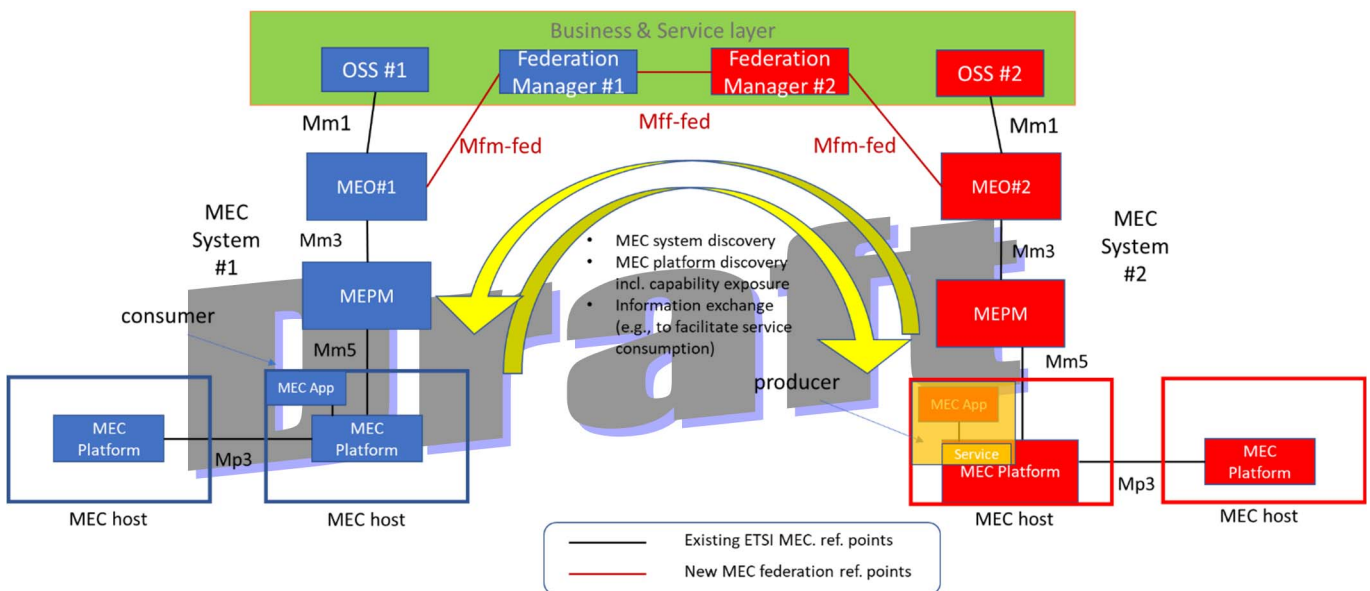 Business & Service layer
OSS #1
Federation
Manager #1
Federation
Manager #2
OSS #2
Mm1
Mff-fed
Mm1
Mfm-fed
Mfm-fed
MEO#1
MEO#2
MEC
System
#1
MEC
System
#2
Mm3
Mm3
• MEC system discovery
• MEC platform discovery
incl. capability exposure
• Information exchange
(e.g., to facilitate service
consumption)
MEPM
MEPM
Draft
consumer
Mm5
Mm5
producer
MEC App
MEC App
MEC
Platform
Mp3
MEC
Platform
Service
MEC Platform
Mp3
MEC
Platform
MEC host
MEC host
MEC host
MEC host
Existing ETSI MEC. ref. points
New MEC federation ref. points